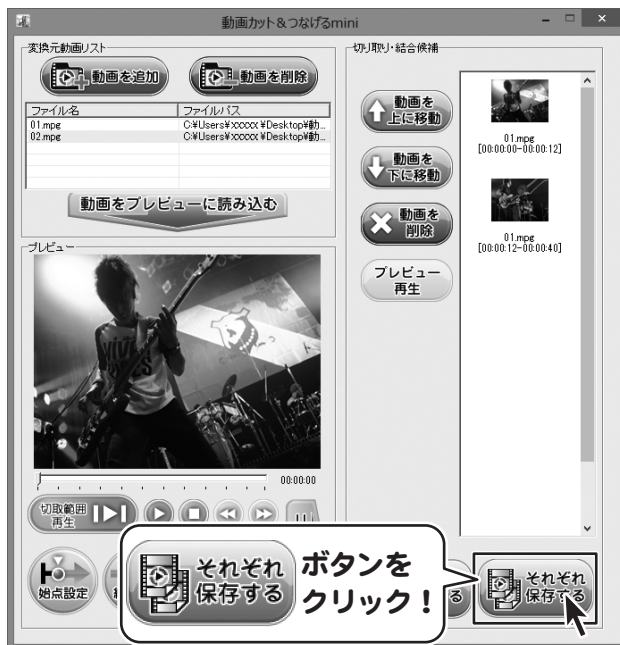 動画カット＆つなげるmini
変換元動画リスト
動画を追加
動画を削除
ファイル名
ファイルパス
01.mpg
C:¥Users¥xxxxx ¥Desktop¥動...
02.mpg
C:¥Users¥xxxxx ¥Desktop¥動...
動画をプレビューに読み込む
プレビュー
00:00:00
切取範囲
再生
始点設定
切り取り・結合候補
動画を
上に移動
動画を
下に移動
動画を
削除
プレビュー
再生
01.mpg
[00:00:00-00:00:12]
01.mpg
[00:00:12-00:00:40]
それぞれ
保存する
ボタンを
クリック！
る
それぞれ
保存する